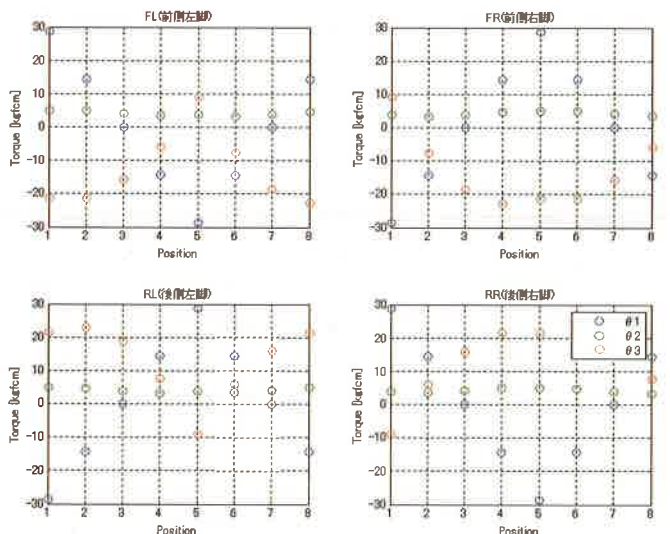 FL(前側左脚)
30
20
10
0
-10
-20
-30
Torque [kgfcm]
1 2 3 4 5 6 7 8
Position
FR(前側右脚)
30
20
10
0
-10
-20
-30
Torque [kgfcm]
1 2 3 4 5 6 7 8
Position
RL(後側左脚)
30
20
10
0
-10
-20
-30
Torque [kgfcm]
1 2 3 4 5 6 7 8
Position
RR(後側右脚)
30
20
10
0
-10
-20
-30
Torque [kgfcm]
θ1
θ2
θ3
1 2 3 4 5 6 7 8
Position